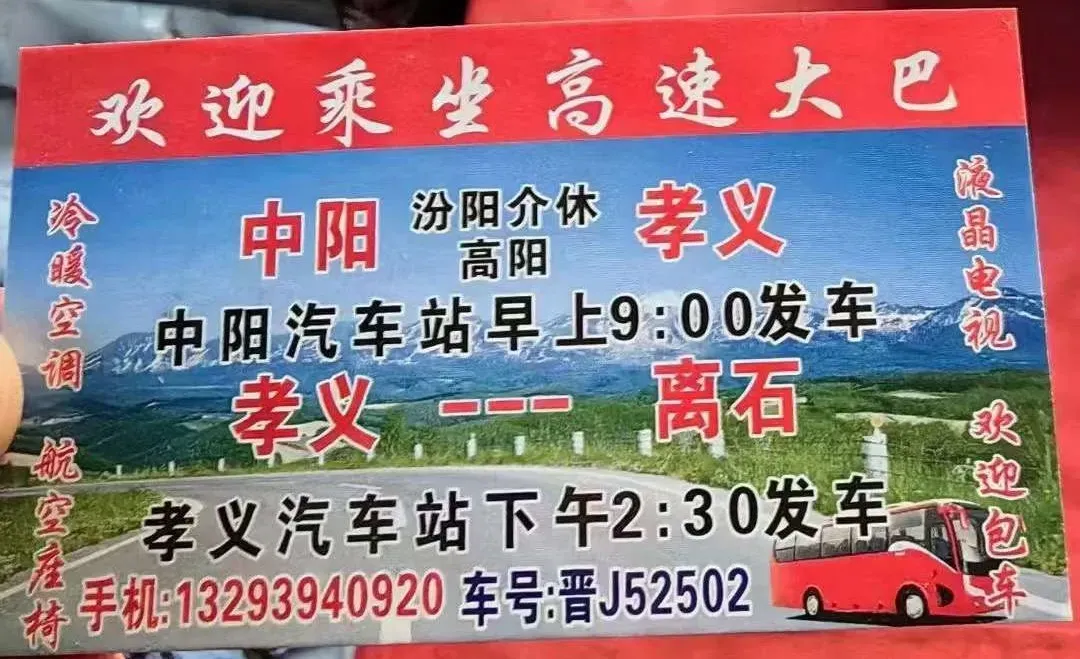 欢迎乘坐高速大巴
冷暖空调 航空座椅
中阳 汾阳介休 孝义
高阳
中阳汽车站早上9:00发车
孝义 --- 离石
孝义汽车站下午2:30发车
手机:13293940920 车号:晋J52502
液晶电视 欢迎包车